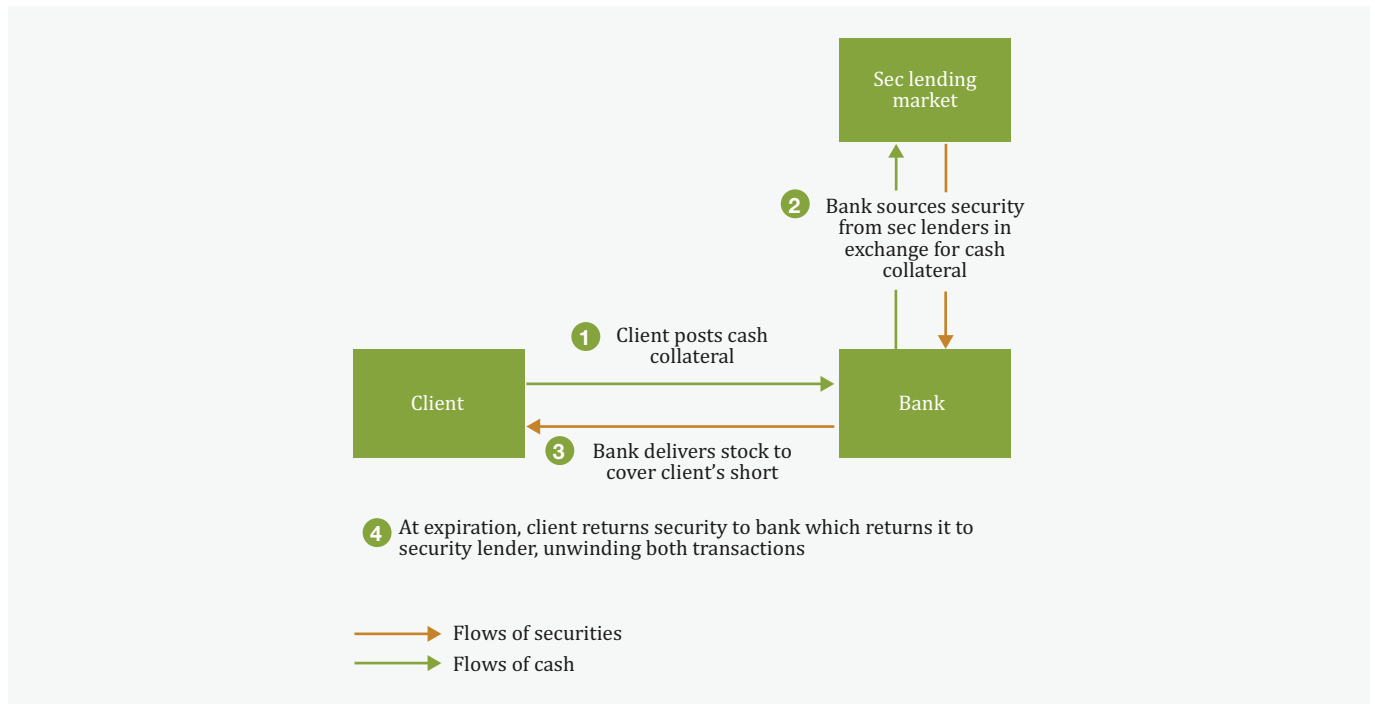 Sec lending
market
2
Bank sources security
from sec lenders in
exchange for cash
collateral
1
Client posts cash
collateral
Client
Bank
3
Bank delivers stock to
cover client’s short
4
At expiration, client returns security to bank which returns it to
security lender, unwinding both transactions
Flows of securities
Flows of cash